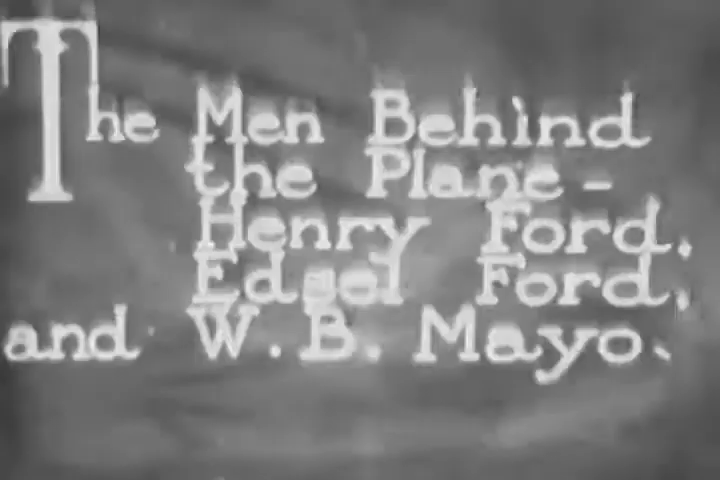 The Men Behind
the Plane-
Henry Ford,
Edsel Ford,
and W. B. Mayo.